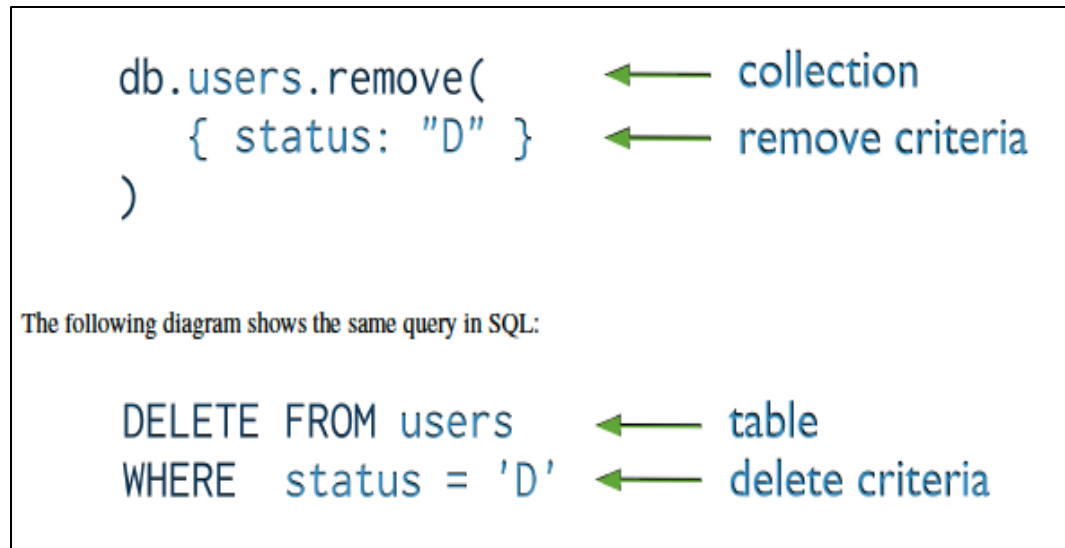 db.users.remove( collection
{ status: "D" } remove criteria
)
The following diagram shows the same query in SQL:
DELETE FROM users table
WHERE status = 'D' delete criteria